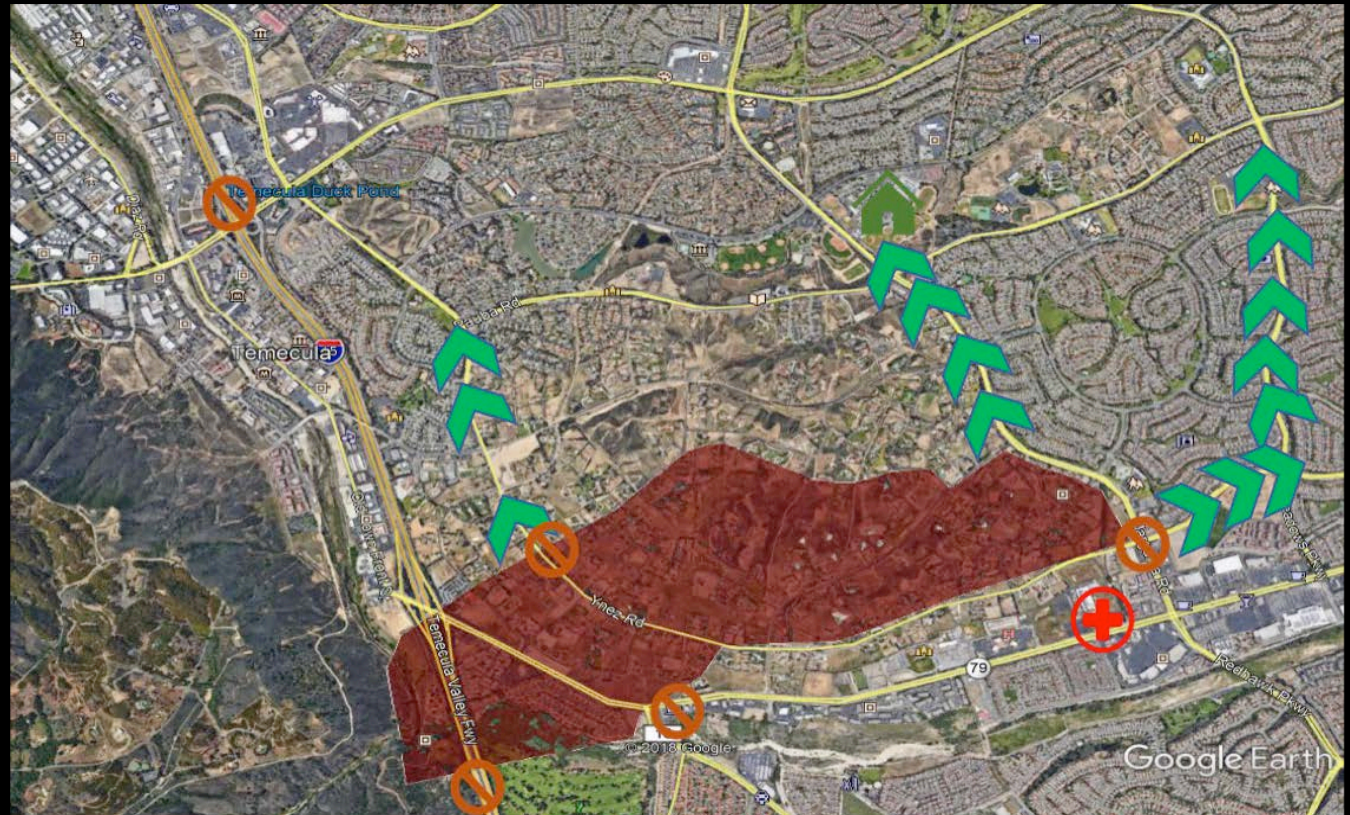 Temecula Duck Pond
Temecula
Ynez Rd
Temecula Valley Fwy
79
Redhawk Pkwy
© 2018 Google
Google Earth